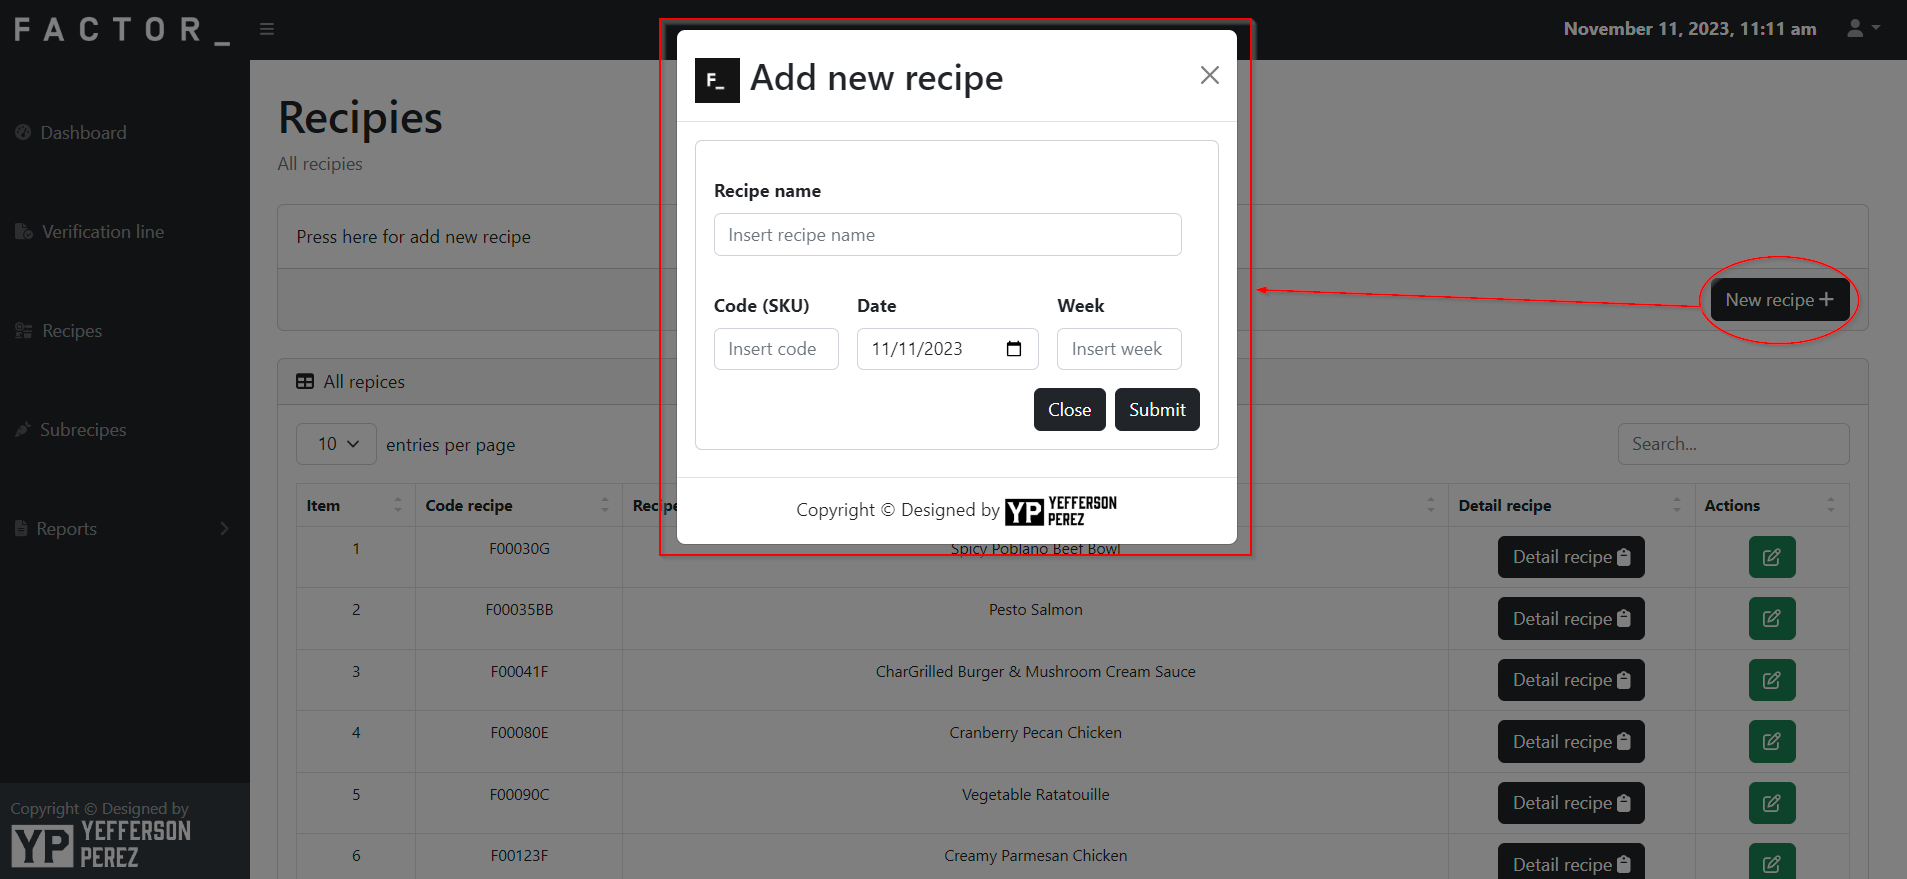 FACTOR_
November 11, 2023, 11:11 am
F_ Add new recipe
Dashboard
Verification line
Recipes
Subrecipes
Reports
Recipies
All recipies
Press here for add new recipe
New recipe +
Recipe name
Insert recipe name
Code (SKU) Date Week
Insert code 11/11/2023 Insert week
Close Submit
Copyright © Designed by YP YEFFERSON PEREZ
All repices
10 entries per page
Search...
Item Code recipe Recipe Detail recipe Actions
1 F00030G Spicy Poblano Beef Bowl Detail recipe
2 F00035BB Pesto Salmon Detail recipe
3 F00041F CharGrilled Burger & Mushroom Cream Sauce Detail recipe
4 F00080E Cranberry Pecan Chicken Detail recipe
5 F00090C Vegetable Ratatouille Detail recipe
6 F00123F Creamy Parmesan Chicken Detail recipe
Copyright © Designed by
YP YEFFERSON PEREZ